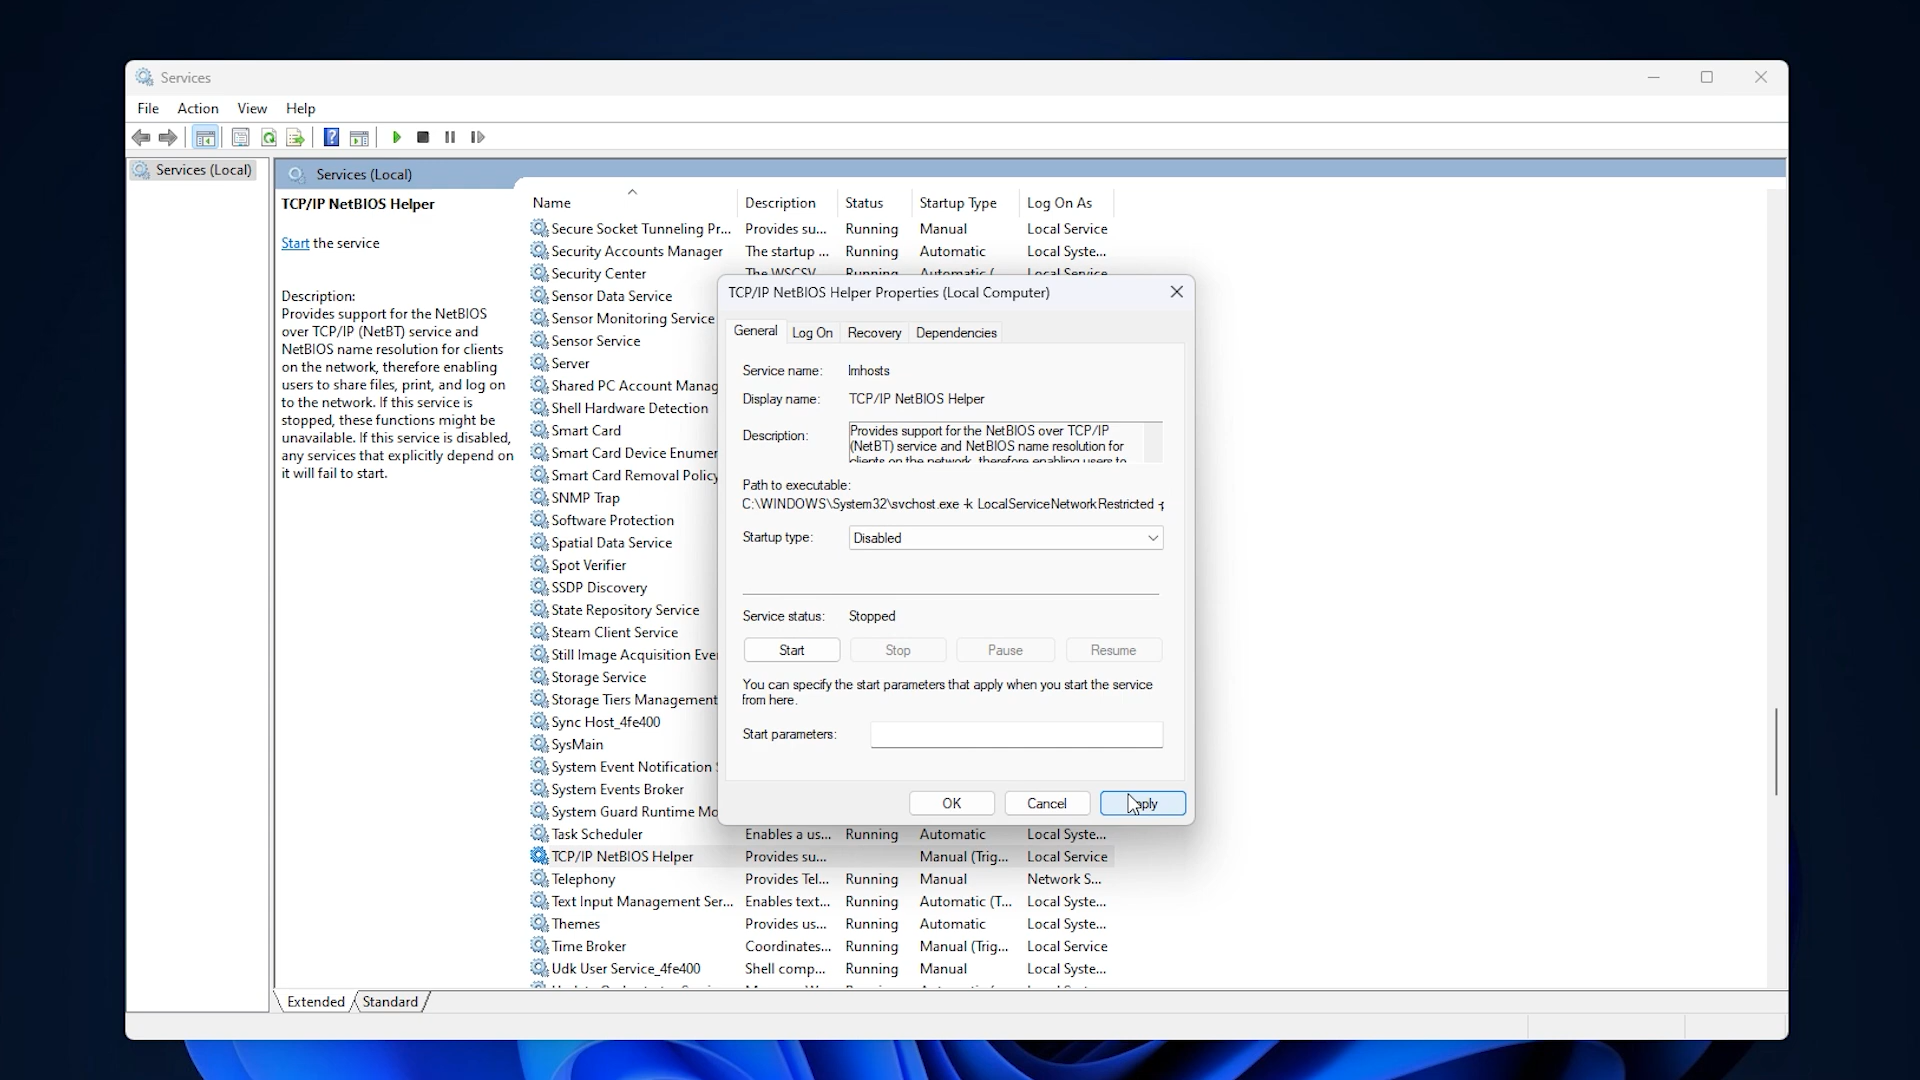 Services
File Action View Help
Services (Local)
Services (Local)
TCP/IP NetBIOS Helper
Start the service
Description:
Provides support for the NetBIOS
over TCP/IP (NetBT) service and
NetBIOS name resolution for clients
on the network, therefore enabling
users to share files, print, and log on
to the network. If this service is
stopped, these functions might be
unavailable. If this service is disabled,
any services that explicitly depend on
it will fail to start.
Name Description Status Startup Type Log On As
Secure Socket Tunneling Pr... Provides su... Running Manual Local Service
Security Accounts Manager The startup ... Running Automatic Local Syste...
Security Center The WSCSV... Running Automatic (... Local Service
Sensor Data Service
Sensor Monitoring Service
Sensor Service
Server
Shared PC Account Manag
Shell Hardware Detection
Smart Card
Smart Card Device Enumer
Smart Card Removal Policy
SNMP Trap
Software Protection
Spatial Data Service
Spot Verifier
SSDP Discovery
State Repository Service
Steam Client Service
Still Image Acquisition Eve
Storage Service
Storage Tiers Management
Sync Host_4fe400
SysMain
System Event Notification
System Events Broker
System Guard Runtime Mo
Task Scheduler Enables a us... Running Automatic Local Syste...
TCP/IP NetBIOS Helper Provides su... Manual (Trig... Local Service
Telephony Provides Tel... Running Manual Network S...
Text Input Management Ser... Enables text... Running Automatic (T... Local Syste...
Themes Provides us... Running Automatic Local Syste...
Time Broker Coordinates... Running Manual (Trig... Local Service
Udk User Service_4fe400 Shell comp... Running Manual Local Syste...
TCP/IP NetBIOS Helper Properties (Local Computer)
General Log On Recovery Dependencies
Service name: lmhosts
Display name: TCP/IP NetBIOS Helper
Description: Provides support for the NetBIOS over TCP/IP
(NetBT) service and NetBIOS name resolution for
clients on the network, therefore enabling users to
Path to executable:
C:\WINDOWS\System32\svchost.exe -k LocalServiceNetworkRestricted -p
Startup type: Disabled
Service status: Stopped
Start Stop Pause Resume
You can specify the start parameters that apply when you start the service
from here.
Start parameters:
OK Cancel Apply
Extended Standard